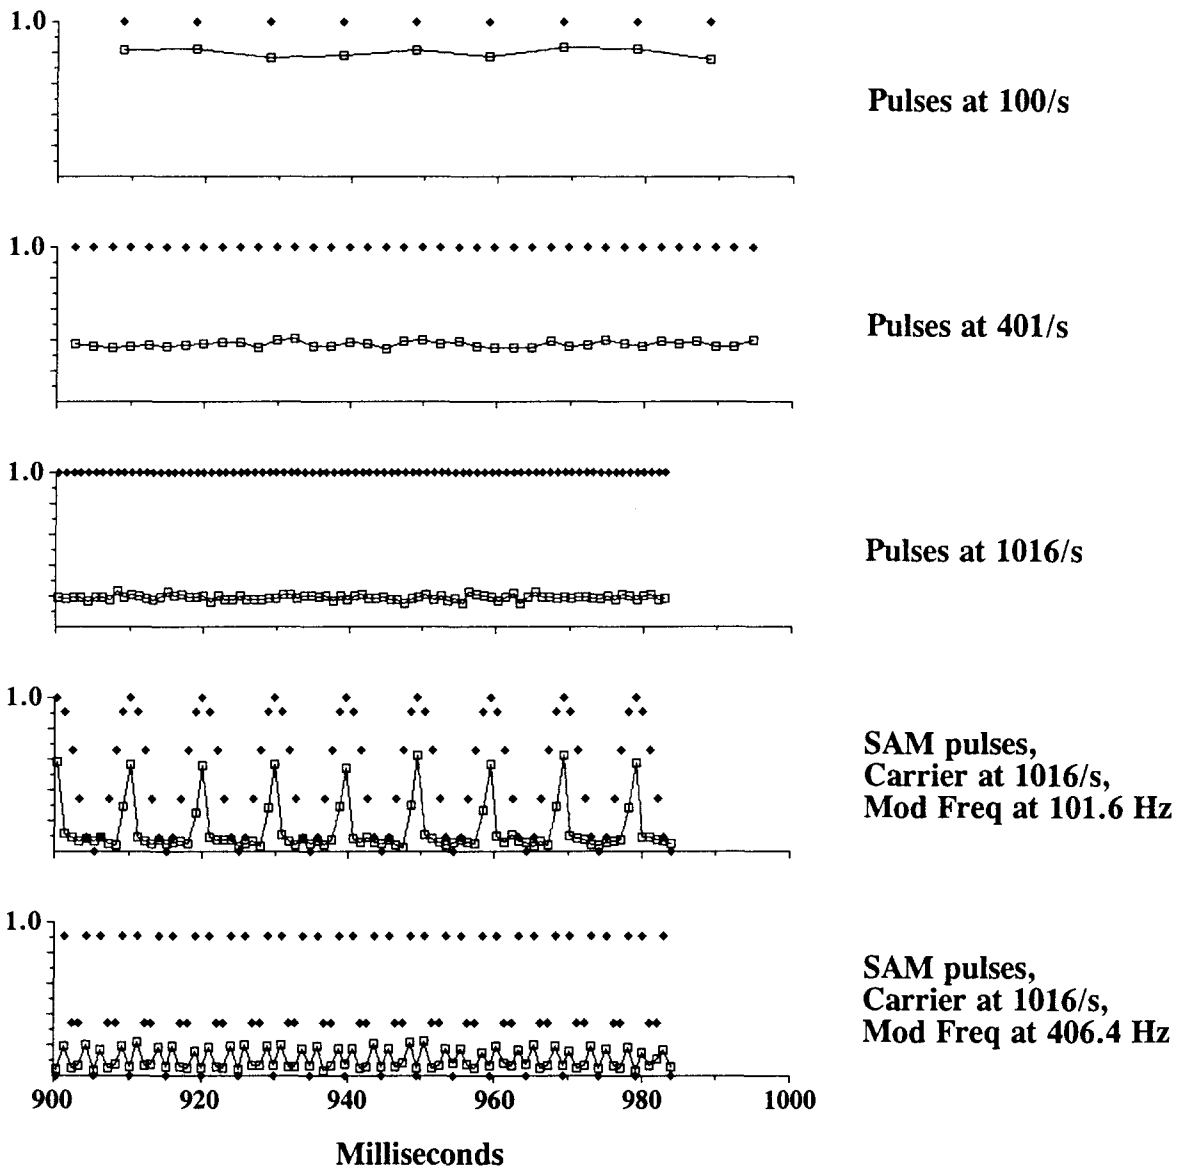 1.0
Pulses at 100/s
1.0
Pulses at 401/s
1.0
Pulses at 1016/s
1.0
SAM pulses,
Carrier at 1016/s,
Mod Freq at 101.6 Hz
1.0
SAM pulses,
Carrier at 1016/s,
Mod Freq at 406.4 Hz
900 920 940 960 980 1000
Milliseconds